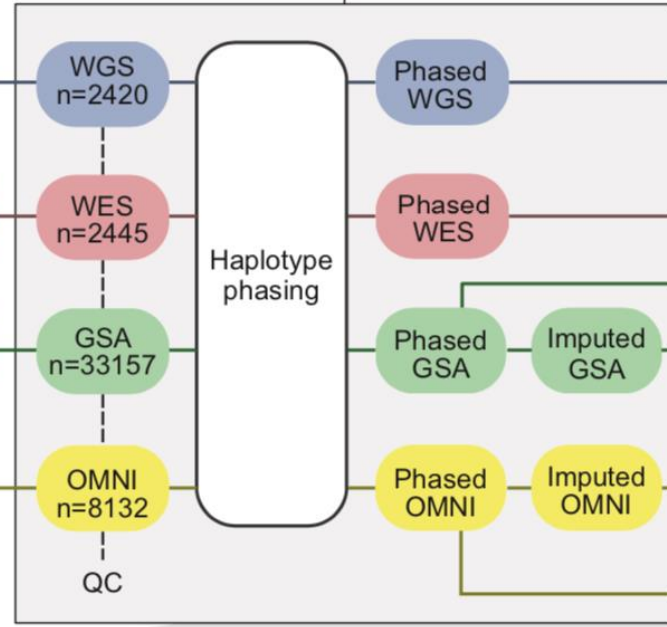 WGS
n=2420
Phased
WGS
WES
n=2445
Phased
WES
Haplotype
phasing
GSA
n=33157
Phased
GSA
Imputed
GSA
OMNI
n=8132
Phased
OMNI
Imputed
OMNI
QC